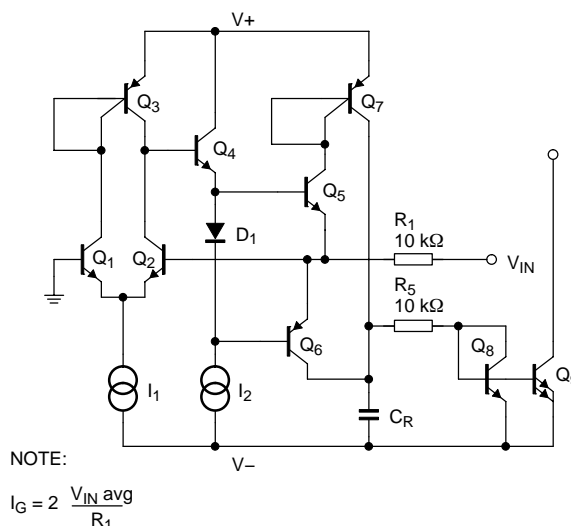 V+
Q3
Q7
Q4
Q5
D1
R1
10 kΩ
Q1
Q2
VIN
R5
10 kΩ
Q6
Q8
I1
I2
CR
V−
NOTE:
IG = 2 VIN avg
R1